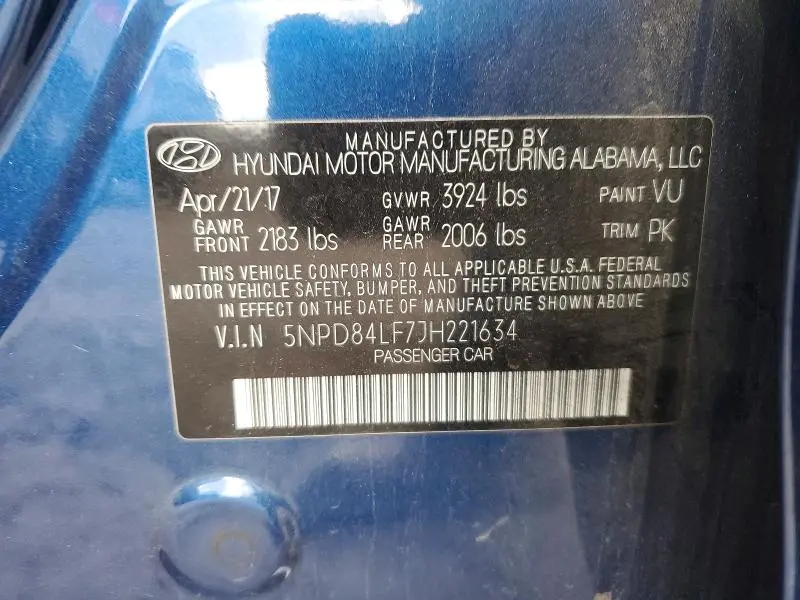 MANUFACTURED BY
HYUNDAI MOTOR MANUFACTURING ALABAMA, LLC
Apr/21/17 GVWR 3924 lbs PAINT VU
GAWR FRONT 2183 lbs GAWR REAR 2006 lbs TRIM PK
THIS VEHICLE CONFORMS TO ALL APPLICABLE U.S.A. FEDERAL
MOTOR VEHICLE SAFETY, BUMPER, AND THEFT PREVENTION STANDARDS
IN EFFECT ON THE DATE OF MANUFACTURE SHOWN ABOVE
V.I.N 5NPD84LF7JH221634
PASSENGER CAR